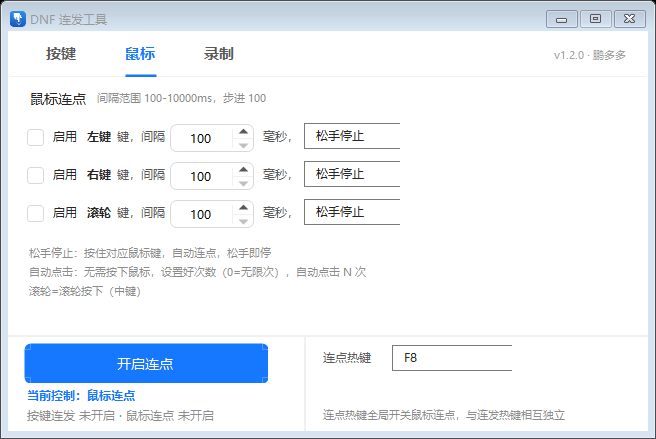 DNF 连发工具
按键 鼠标 录制 v1.2.0 · 鹏多多
鼠标连点 间隔范围 100-10000ms，步进 100
启用 左键 键，间隔 100 毫秒， 松手停止
启用 右键 键，间隔 100 毫秒， 松手停止
启用 滚轮 键，间隔 100 毫秒， 松手停止
松手停止：按住对应鼠标键，自动连点，松手即停
自动点击：无需按下鼠标，设置好次数（0=无限次），自动点击 N 次
滚轮=滚轮按下（中键）
开启连点
当前控制：鼠标连点
按键连发 未开启 · 鼠标连点 未开启
连点热键 F8
连点热键全局开关鼠标连点，与连发热键相互独立